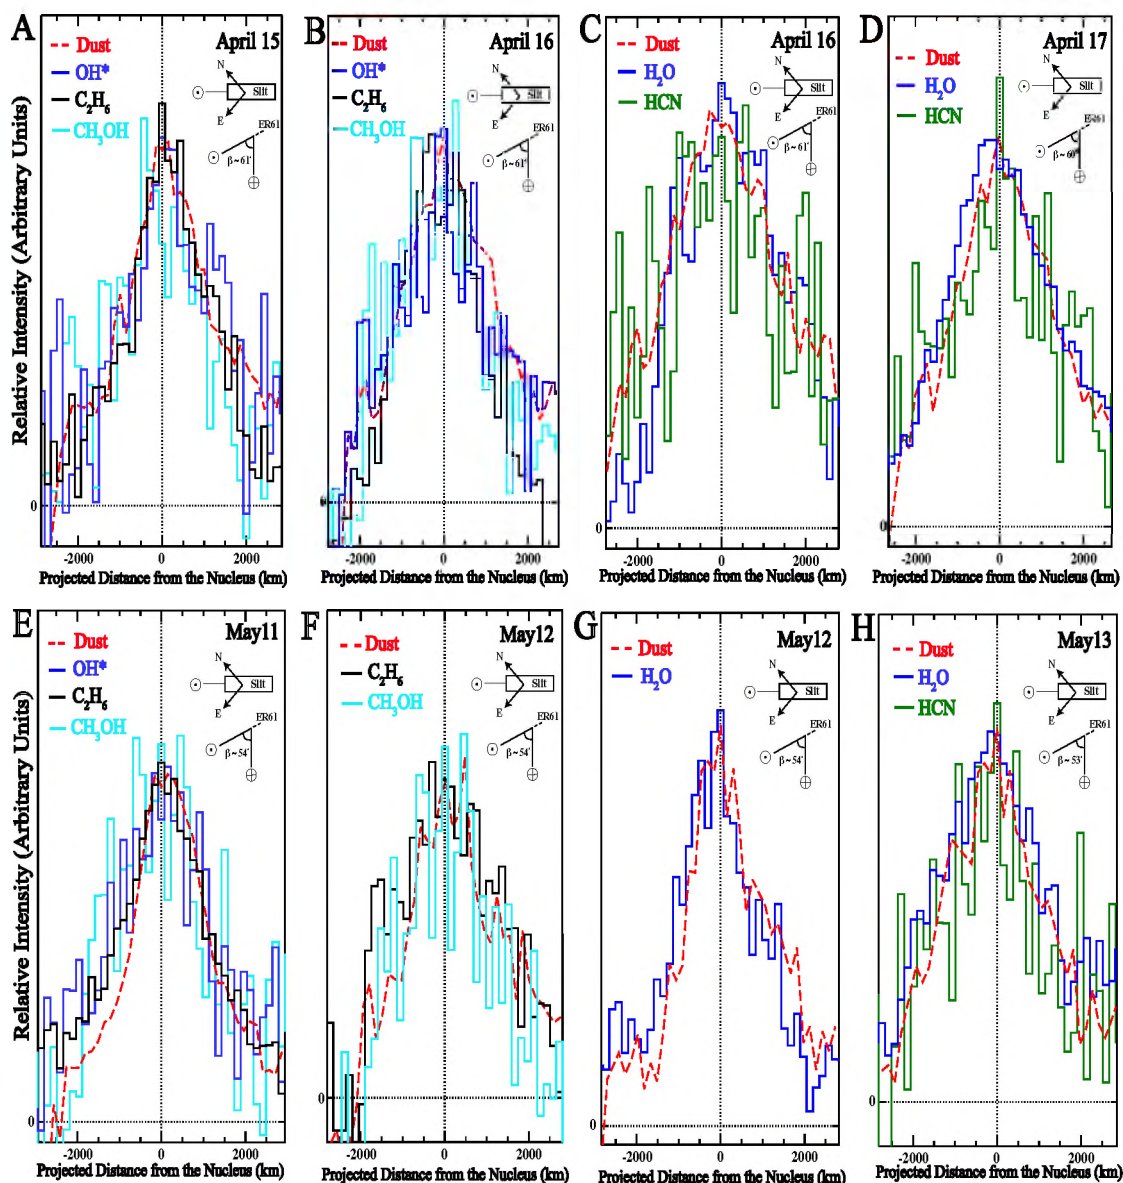 A
April 15
Dust
OH*
C₂H₆
CH₃OH
N
Slit
E
ER61
β~61°
Relative Intensity (Arbitrary Units)
0
-2000 0 2000
Projected Distance from the Nucleus (km)
B
April 16
Dust
OH*
C₂H₆
CH₃OH
N
Slit
E
ER61
β~61°
-2000 0 2000
Projected Distance from the Nucleus (km)
C
April 16
Dust
H₂O
HCN
N
Slit
E
ER61
β~61°
0
-2000 0 2000
Projected Distance from the Nucleus (km)
D
April 17
Dust
H₂O
HCN
N
Slit
E
ER61
β~60°
0
-2000 0 2000
Projected Distance from the Nucleus (km)
E
May11
Dust
OH*
C₂H₆
CH₃OH
N
Slit
E
ER61
β~54°
Relative Intensity (Arbitrary Units)
0
-2000 0 2000
Projected Distance from the Nucleus (km)
F
May12
Dust
C₂H₆
CH₃OH
N
Slit
E
ER61
β~54°
0
-2000 0 2000
Projected Distance from the Nucleus (km)
G
May12
Dust
H₂O
N
Slit
E
ER61
β~54°
0
-2000 0 2000
Projected Distance from the Nucleus (km)
H
May13
Dust
H₂O
HCN
N
Slit
E
ER61
β~53°
0
-2000 0 2000
Projected Distance from the Nucleus (km)